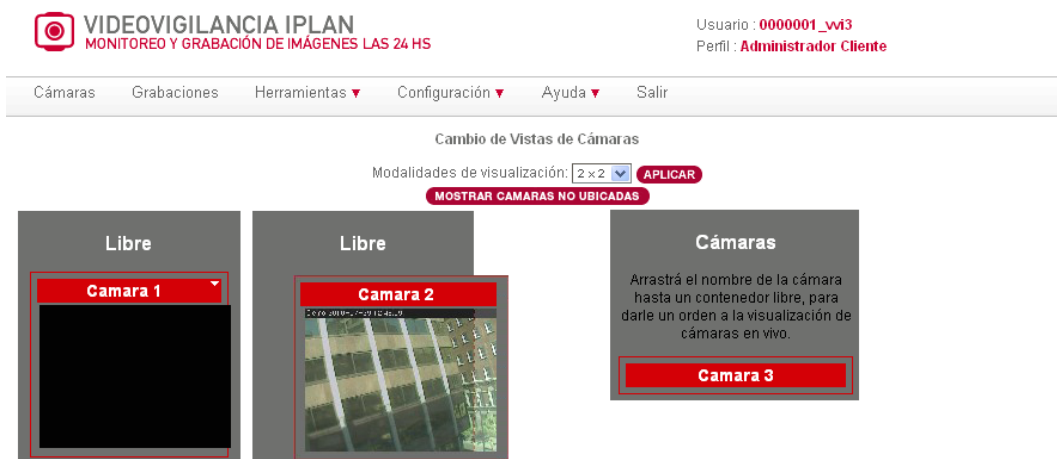 VIDEOVIGILANCIA IPLAN
MONITOREO Y GRABACIÓN DE IMÁGENES LAS 24 HS
Usuario : 0000001_vvi3
Perfil : Administrador Cliente
Cámaras Grabaciones Herramientas Configuración Ayuda Salir
Cambio de Vistas de Cámaras
Modalidades de visualización: 2 x 2 APLICAR
MOSTRAR CAMARAS NO UBICADAS
Libre
Camara 1
Libre
Camara 2
Cámaras
Arrastrá el nombre de la cámara
hasta un contenedor libre, para
darle un orden a la visualización de
cámaras en vivo.
Camara 3